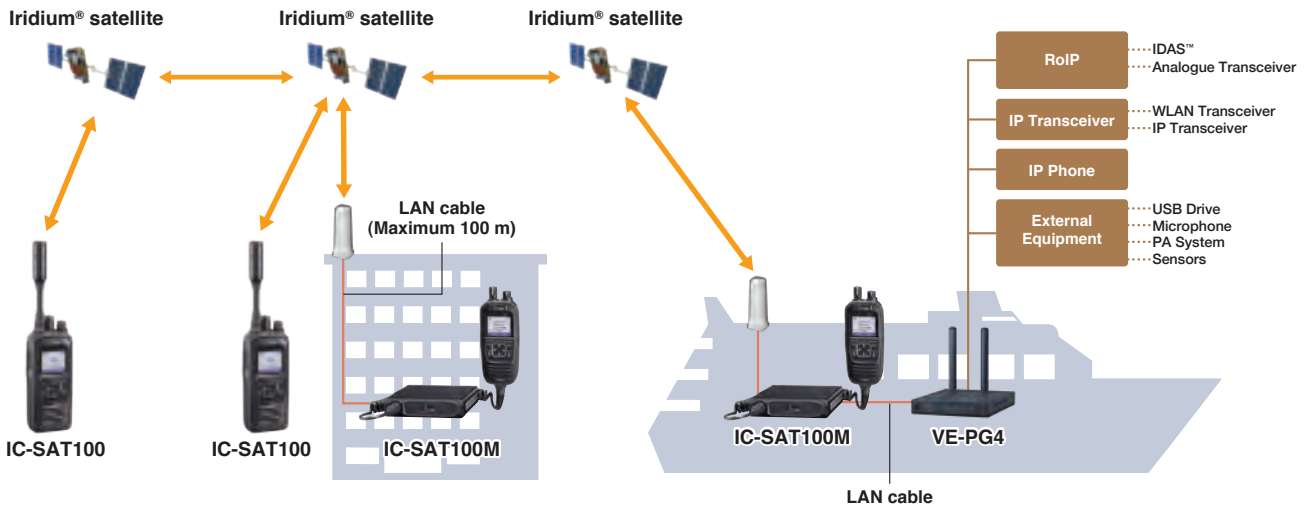 Iridium® satellite
Iridium® satellite
Iridium® satellite
RoIP
IDAS™
Analogue Transceiver
IP Transceiver
WLAN Transceiver
IP Transceiver
IP Phone
External
Equipment
USB Drive
Microphone
PA System
Sensors
LAN cable
(Maximum 100 m)
IC-SAT100
IC-SAT100
IC-SAT100M
IC-SAT100M
VE-PG4
LAN cable